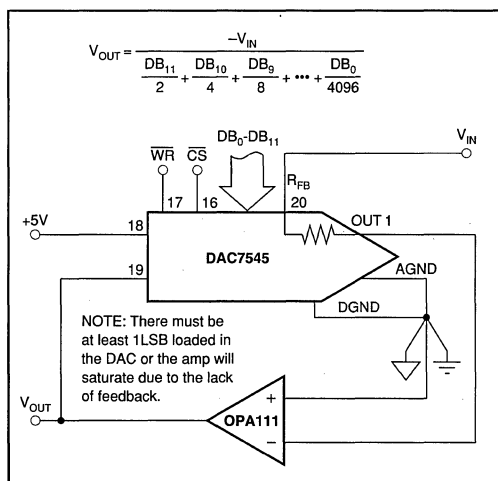 V_OUT = −V_IN / (DB_11/2 + DB_10/4 + DB_9/8 + ••• + DB_0/4096)
DB_0-DB_11
V_IN
W̅R̅
C̅S̅
R_FB
17
16
20
OUT 1
+5V
18
DAC7545
AGND
19
DGND
NOTE: There must be
at least 1LSB loaded in
the DAC or the amp will
saturate due to the lack
of feedback.
+
V_OUT
OPA111
−